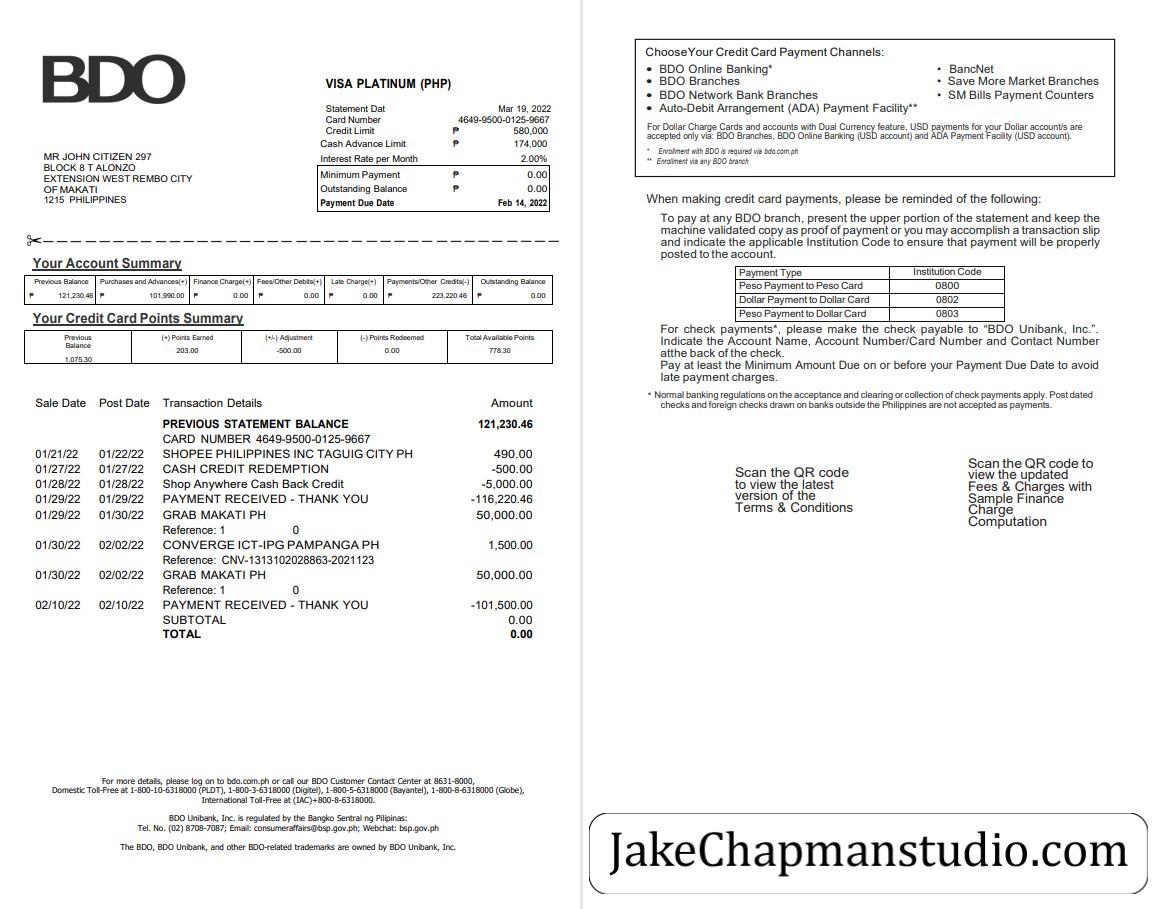 BDO
VISA PLATINUM (PHP)
Statement Dat Mar 19, 2022
Card Number 4649-9500-0125-9667
Credit Limit ₱ 580,000
Cash Advance Limit ₱ 174,000
Interest Rate per Month 2.00%
Minimum Payment ₱ 0.00
Outstanding Balance ₱ 0.00
Payment Due Date Feb 14, 2022
MR JOHN CITIZEN 297
BLOCK 8 T ALONZO
EXTENSION WEST REMBO CITY
OF MAKATI
1215 PHILIPPINES
Your Account Summary
Previous Balance Purchases and Advances(+) Finance Charge(+) Fees/Other Debits(+) Late Charge(+) Payments/Other Credits(-) Outstanding Balance
₱ 121,230.46 ₱ 101,990.00 ₱ 0.00 ₱ 0.00 ₱ 0.00 ₱ 223,220.46 ₱ 0.00
Your Credit Card Points Summary
Previous (+) Points Earned (+/-) Adjustment (-) Points Redeemed Total Available Points
Balance
203.00 -500.00 0.00 778.30
1,075.30
Sale Date Post Date Transaction Details Amount
PREVIOUS STATEMENT BALANCE 121,230.46
CARD NUMBER 4649-9500-0125-9667
01/21/22 01/22/22 SHOPEE PHILIPPINES INC TAGUIG CITY PH 490.00
01/27/22 01/27/22 CASH CREDIT REDEMPTION -500.00
01/28/22 01/28/22 Shop Anywhere Cash Back Credit -5,000.00
01/29/22 01/29/22 PAYMENT RECEIVED - THANK YOU -116,220.46
01/29/22 01/30/22 GRAB MAKATI PH 50,000.00
Reference: 1 0
01/30/22 02/02/22 CONVERGE ICT-IPG PAMPANGA PH 1,500.00
Reference: CNV-1313102028863-2021123
01/30/22 02/02/22 GRAB MAKATI PH 50,000.00
Reference: 1 0
02/10/22 02/10/22 PAYMENT RECEIVED - THANK YOU -101,500.00
SUBTOTAL 0.00
TOTAL 0.00
For more details, please log on to bdo.com.ph or call our BDO Customer Contact Center at 8631-8000,
Domestic Toll-Free at 1-800-10-6318000 (PLDT), 1-800-3-6318000 (Digitel), 1-800-5-6318000 (Bayantel), 1-800-8-6318000 (Globe),
International Toll-Free at (IAC)+800-8-6318000.
BDO Unibank, Inc. is regulated by the Bangko Sentral ng Pilipinas:
Tel. No. (02) 8708-7087; Email: consumeraffairs@bsp.gov.ph; Webchat: bsp.gov.ph
The BDO, BDO Unibank, and other BDO-related trademarks are owned by BDO Unibank, Inc.
ChooseYour Credit Card Payment Channels:
• BDO Online Banking* • BancNet
• BDO Branches • Save More Market Branches
• BDO Network Bank Branches • SM Bills Payment Counters
• Auto-Debit Arrangement (ADA) Payment Facility**
For Dollar Charge Cards and accounts with Dual Currency feature, USD payments for your Dollar account/s are
accepted only via: BDO Branches, BDO Online Banking (USD account) and ADA Payment Facility (USD account).
* Enrollment with BDO is required via bdo.com.ph
** Enrollment via any BDO branch
When making credit card payments, please be reminded of the following:
To pay at any BDO branch, present the upper portion of the statement and keep the
machine validated copy as proof of payment or you may accomplish a transaction slip
and indicate the applicable Institution Code to ensure that payment will be properly
posted to the account.
Payment Type Institution Code
Peso Payment to Peso Card 0800
Dollar Payment to Dollar Card 0802
Peso Payment to Dollar Card 0803
For check payments*, please make the check payable to “BDO Unibank, Inc.”.
Indicate the Account Name, Account Number/Card Number and Contact Number
atthe back of the check.
Pay at least the Minimum Amount Due on or before your Payment Due Date to avoid
late payment charges.
* Normal banking regulations on the acceptance and clearing or collection of check payments apply. Post dated
checks and foreign checks drawn on banks outside the Philippines are not accepted as payments.
Scan the QR code
to view the latest
version of the
Terms & Conditions
Scan the QR code to
view the updated
Fees & Charges with
Sample Finance
Charge
Computation
JakeChapmanstudio.com